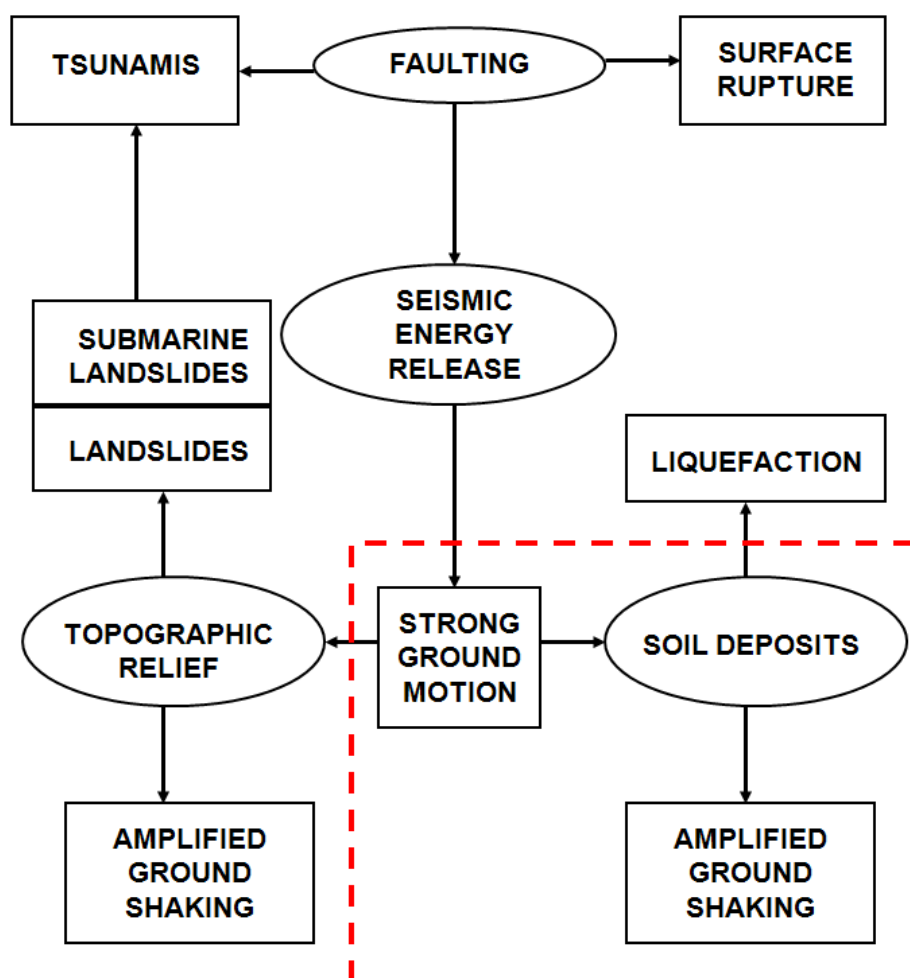 TSUNAMIS
FAULTING
SURFACE
RUPTURE
SEISMIC
ENERGY
RELEASE
SUBMARINE
LANDSLIDES
LANDSLIDES
LIQUEFACTION
TOPOGRAPHIC
RELIEF
STRONG
GROUND
MOTION
SOIL DEPOSITS
AMPLIFIED
GROUND
SHAKING
AMPLIFIED
GROUND
SHAKING